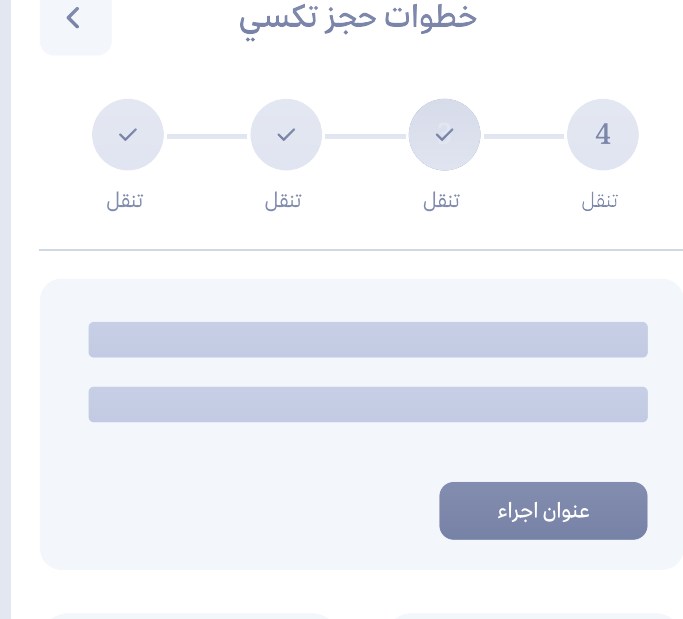 خطوات حجز تكسي
4
تنقل تنقل تنقل تنقل
عنوان اجراء